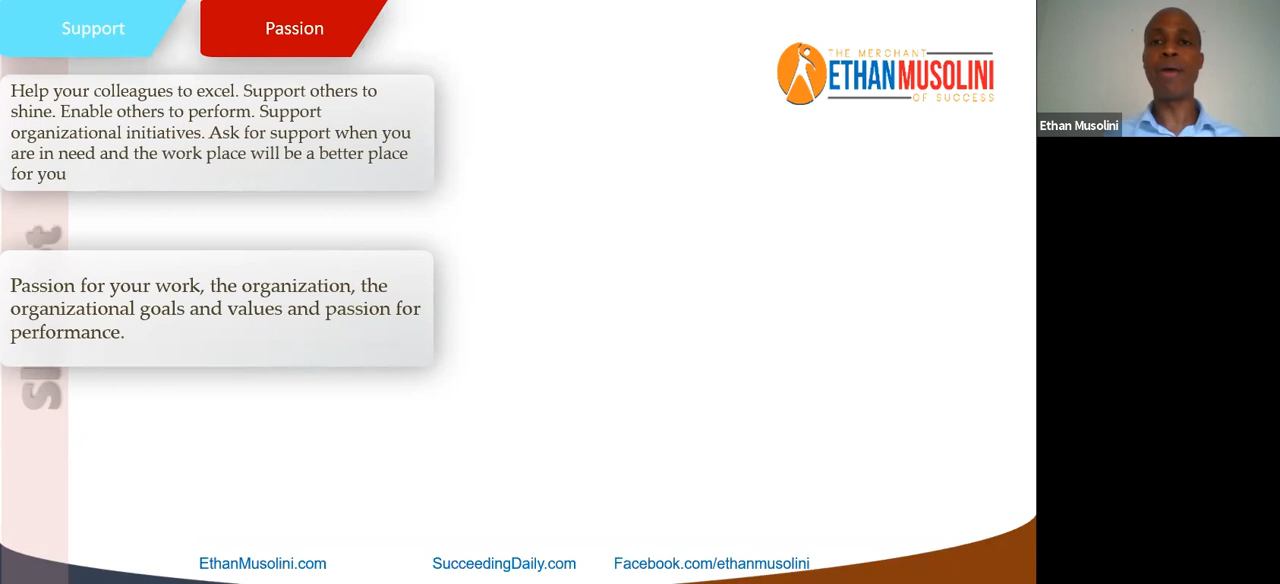 Support
Passion
THE MERCHANT
ETHANMUSOLINI
OF SUCCESS
Ethan Musolini
Help your colleagues to excel. Support others to
shine. Enable others to perform. Support
organizational initiatives. Ask for support when you
are in need and the work place will be a better place
for you
Passion for your work, the organization, the
organizational goals and values and passion for
performance.
EthanMusolini.com
SucceedingDaily.com
Facebook.com/ethanmusolini